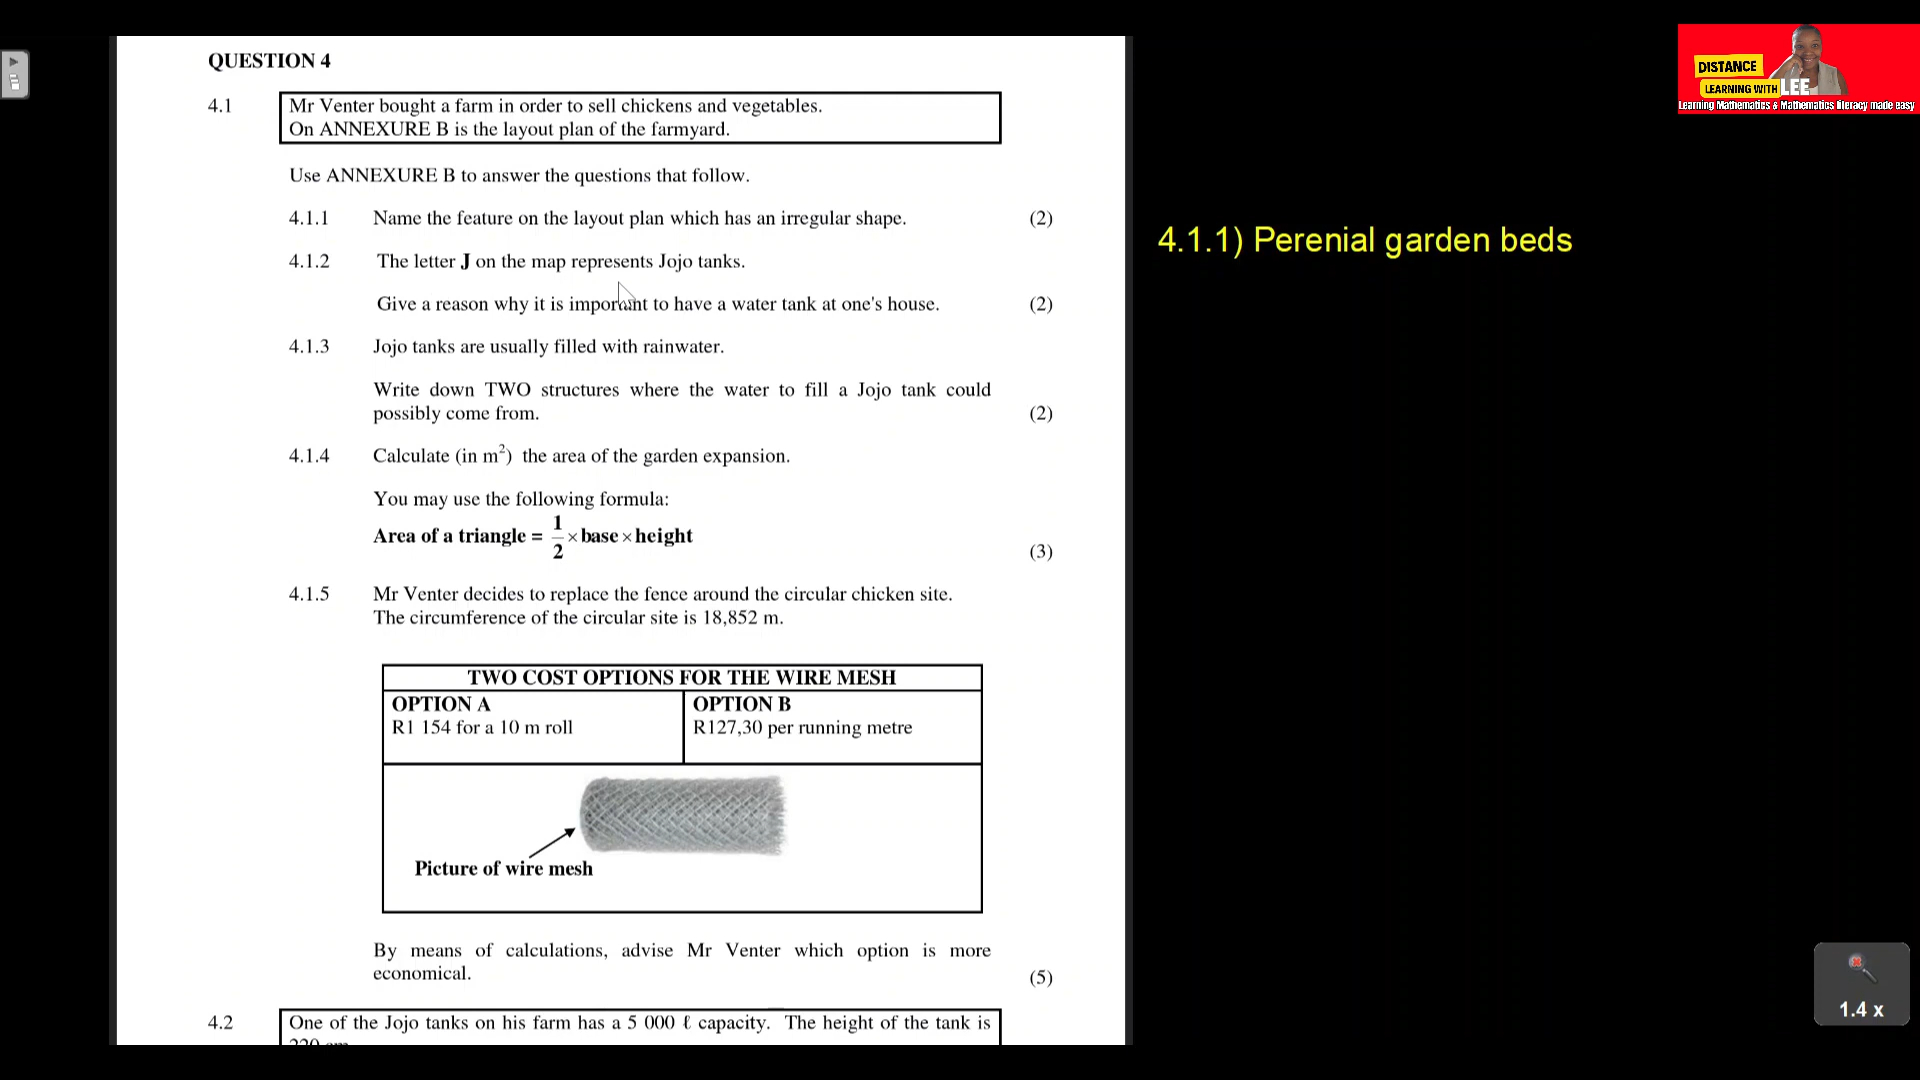 QUESTION 4
4.1 Mr Venter bought a farm in order to sell chickens and vegetables.
On ANNEXURE B is the layout plan of the farmyard.
Use ANNEXURE B to answer the questions that follow.
4.1.1 Name the feature on the layout plan which has an irregular shape. (2)
4.1.2 The letter J on the map represents Jojo tanks.
Give a reason why it is important to have a water tank at one's house. (2)
4.1.3 Jojo tanks are usually filled with rainwater.
Write down TWO structures where the water to fill a Jojo tank could
possibly come from. (2)
4.1.4 Calculate (in m²) the area of the garden expansion.
You may use the following formula:
Area of a triangle = 1/2 × base × height
(3)
4.1.5 Mr Venter decides to replace the fence around the circular chicken site.
The circumference of the circular site is 18,852 m.
TWO COST OPTIONS FOR THE WIRE MESH
OPTION A OPTION B
R1 154 for a 10 m roll R127,30 per running metre
Picture of wire mesh
By means of calculations, advise Mr Venter which option is more
economical. (5)
4.2 One of the Jojo tanks on his farm has a 5 000 ℓ capacity. The height of the tank is
4.1.1) Perenial garden beds
DISTANCE
LEARNING WITH LEE
Learning Mathematics & Mathematics literacy made easy
1.4 x